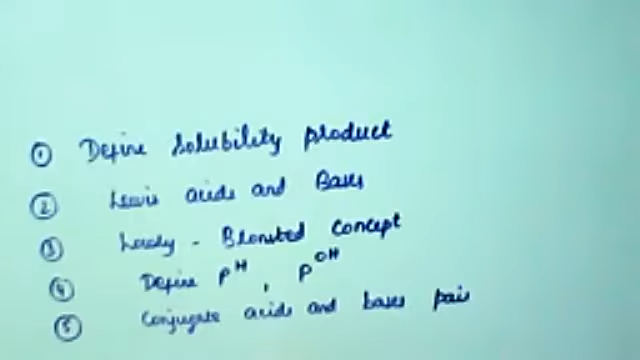 ① Define Solubility product
② Lewis acids and Bases
③ Lowry - Bronsted concept
④ Define pH, pOH
⑤ Conjugate acids and bases pair